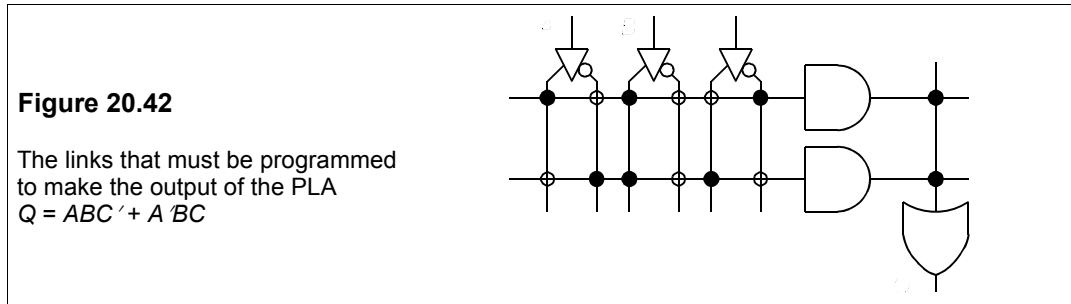 Figure 20.42
The links that must be programmed
to make the output of the PLA
Q = ABC ′ + A ′BC